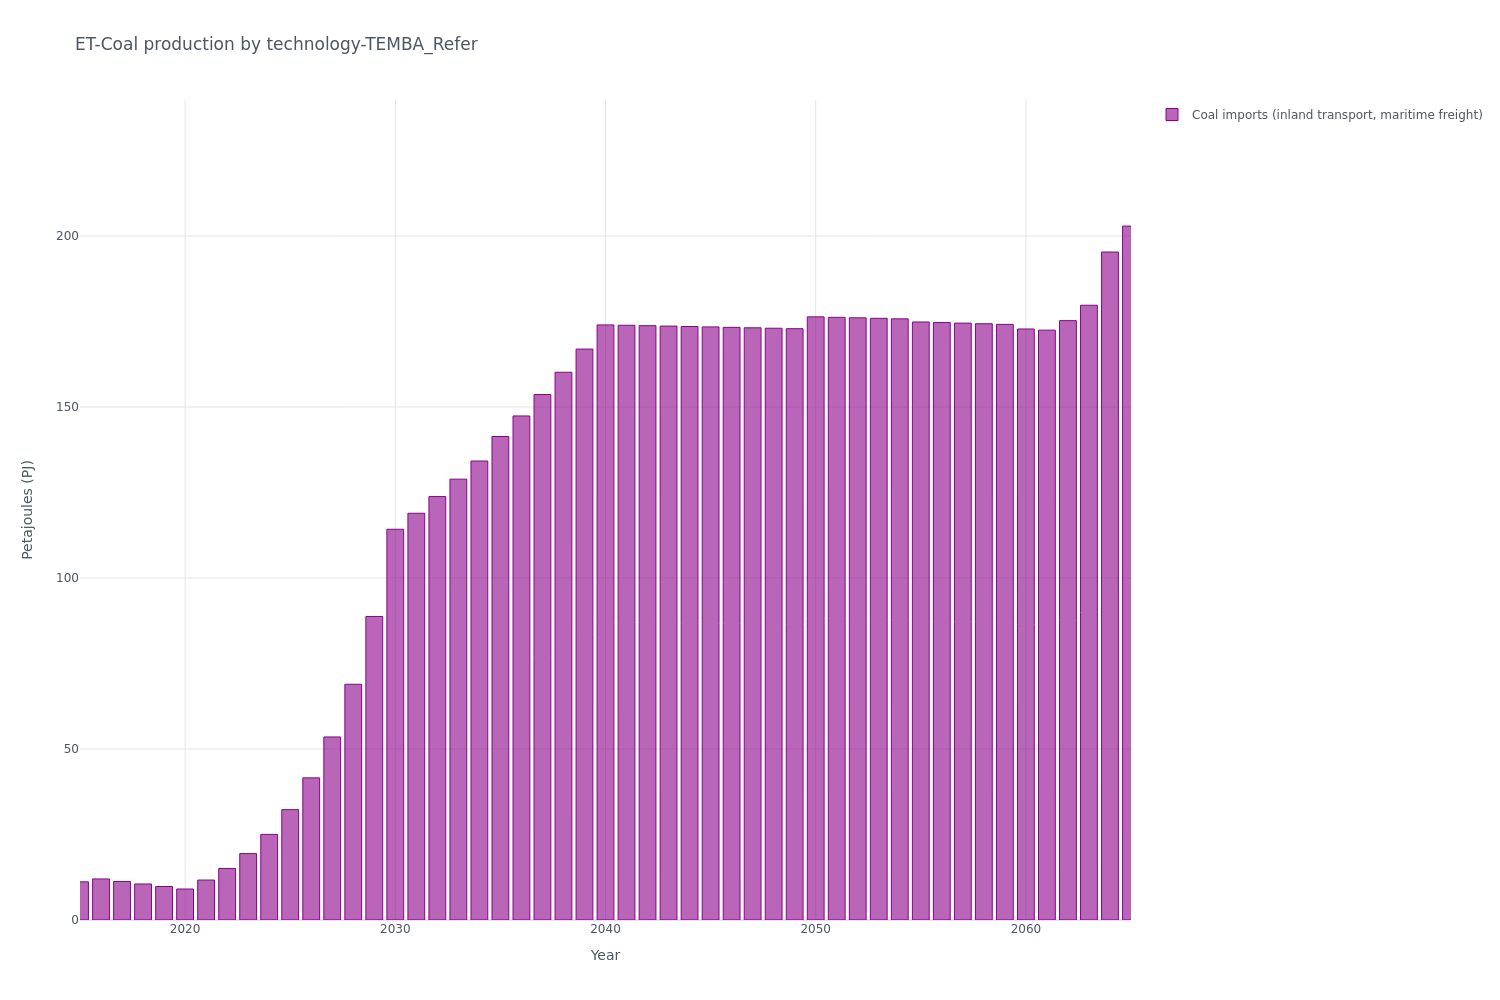 ET-Coal production by technology-TEMBA_Refer
Coal imports (inland transport, maritime freight)
200
150
100
50
0
Petajoules (PJ)
2020
2030
2040
2050
2060
Year